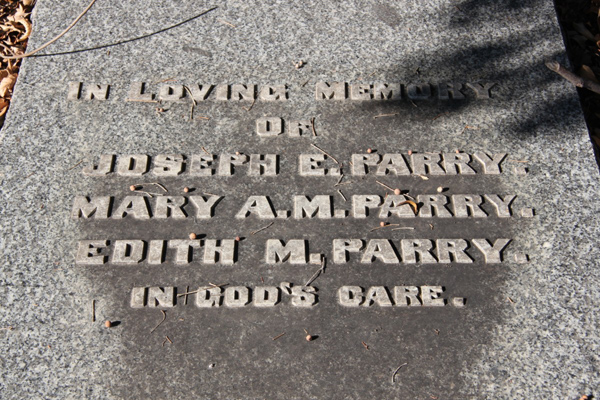 In Loving Memory
Of
Joseph E. Parry.
Mary A.M. Parry.
Edith M. Parry.
In God's Care.